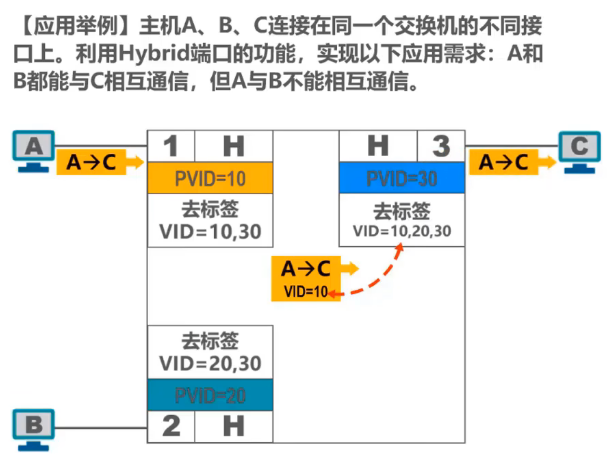 【应用举例】主机A、B、C连接在同一个交换机的不同接
口上。利用Hybrid端口的功能，实现以下应用需求：A和
B都能与C相互通信，但A与B不能相互通信。
A
1
H
H
3
C
A→C
A→C
PVID=10
PVID=30
去标签
VID=10,30
去标签
VID=10,20,30
A→C
VID=10
去标签
VID=20,30
PVID=20
B
2
H